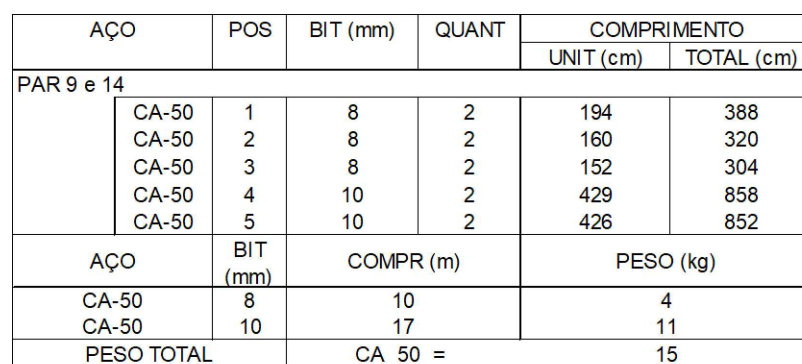 AÇO POS BIT (mm) QUANT COMPRIMENTO
UNIT (cm) TOTAL (cm)
PAR 9 e 14
CA-50 1 8 2 194 388
CA-50 2 8 2 160 320
CA-50 3 8 2 152 304
CA-50 4 10 2 429 858
CA-50 5 10 2 426 852
AÇO BIT (mm) COMPR (m) PESO (kg)
CA-50 8 10 4
CA-50 10 17 11
PESO TOTAL CA 50 = 15